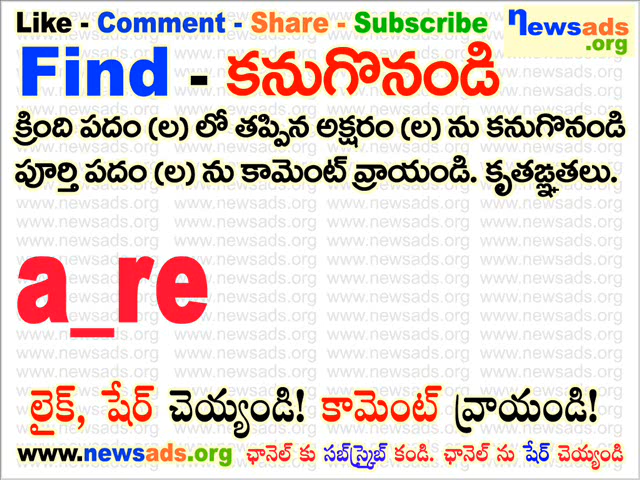 Like - Comment - Share - Subscribe
newsads
.org
Find - కనుగొనండి
క్రింది పదం (ల) లో తప్పిన అక్షరం (ల) ను కనుగొనండి
పూర్తి పదం (ల) ను కామెంట్ వ్రాయండి. కృతజ్ఞతలు.
a_re
లైక్, షేర్ చెయ్యండి! కామెంట్ వ్రాయండి!
www.newsads.org ఛానెల్ కు సబ్‌స్క్రైబ్ కండి. ఛానెల్ ను షేర్ చెయ్యండి